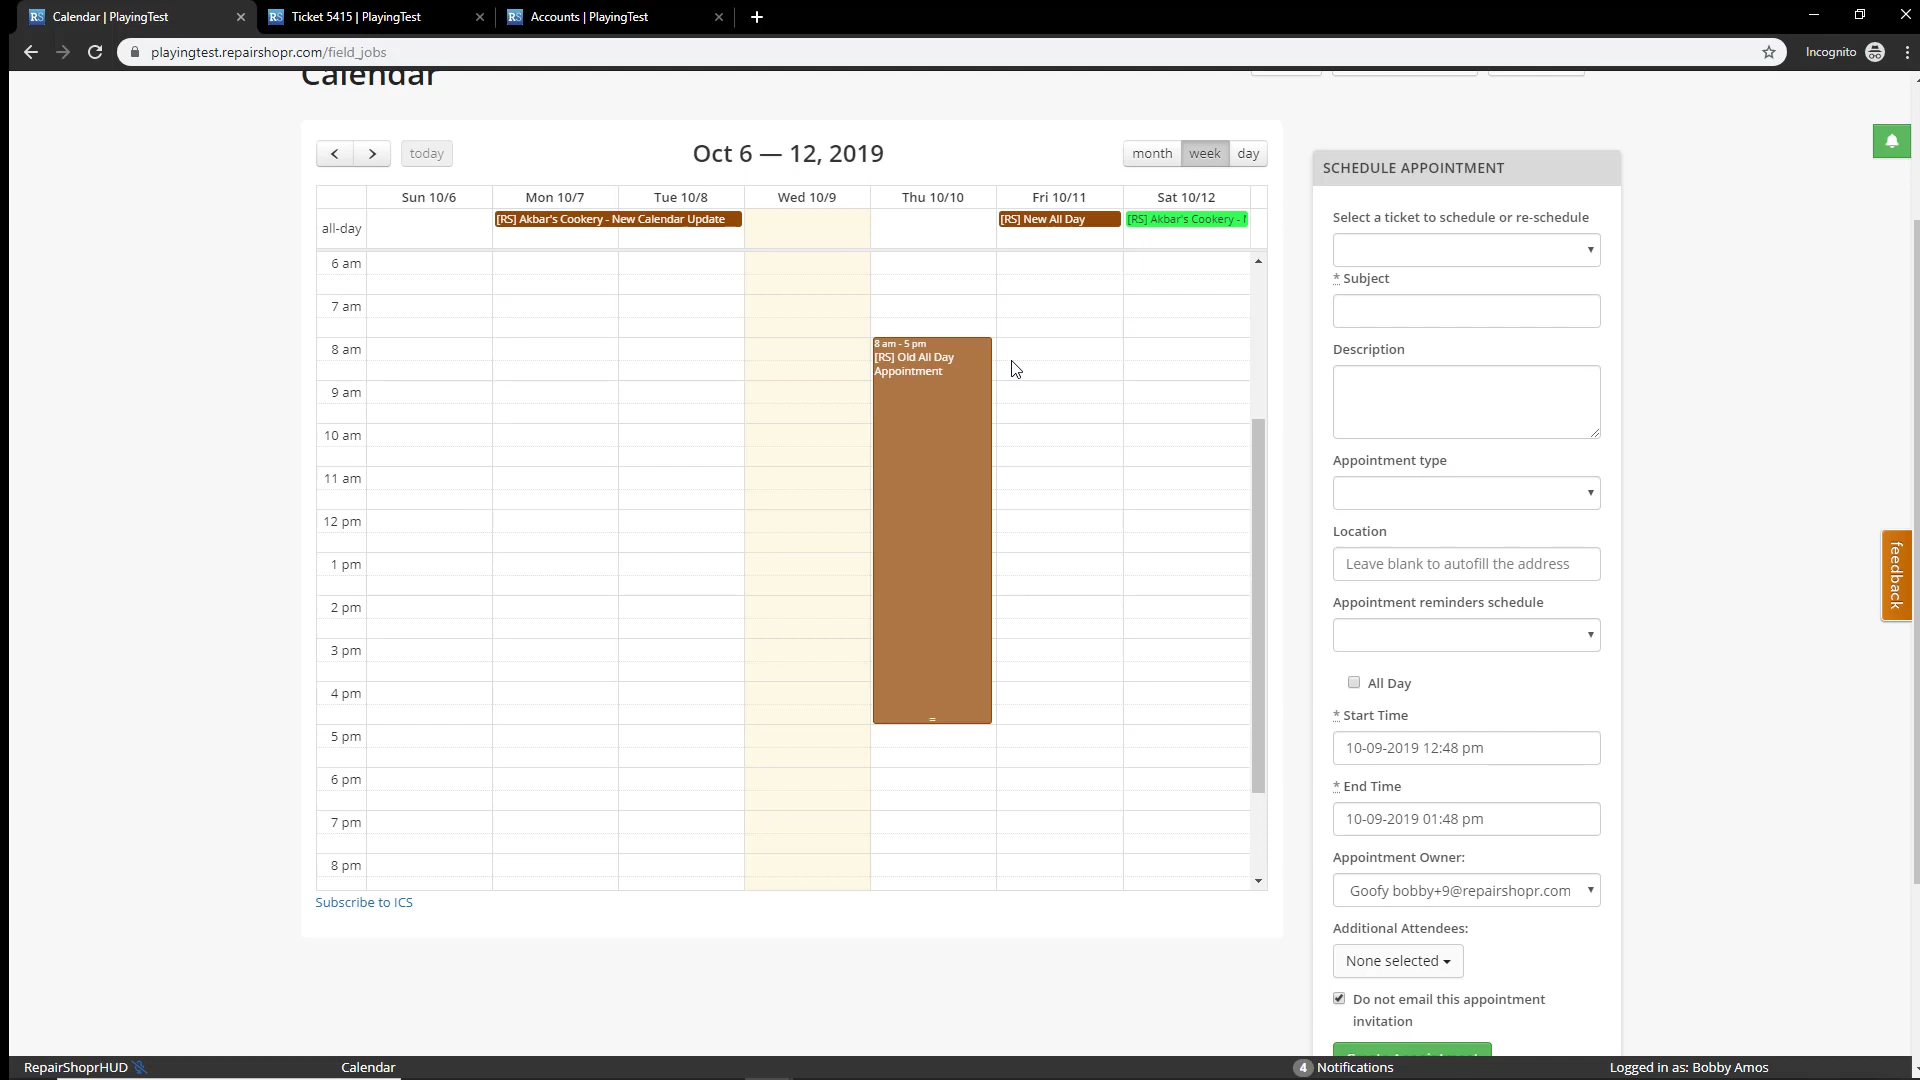 Calendar | PlayingTest
Ticket 5415 | PlayingTest
Accounts | PlayingTest
playingtest.repairshopr.com/field_jobs
Incognito
Calendar
today
Oct 6 — 12, 2019
month week day
Sun 10/6 Mon 10/7 Tue 10/8 Wed 10/9 Thu 10/10 Fri 10/11 Sat 10/12
all-day
[RS] Akbar's Cookery - New Calendar Update
[RS] New All Day
[RS] Akbar's Cookery -
6 am
7 am
8 am
9 am
10 am
11 am
12 pm
1 pm
2 pm
3 pm
4 pm
5 pm
6 pm
7 pm
8 pm
8 am - 5 pm
[RS] Old All Day
Appointment
Subscribe to ICS
SCHEDULE APPOINTMENT
Select a ticket to schedule or re-schedule
* Subject
Description
Appointment type
Location
Leave blank to autofill the address
Appointment reminders schedule
All Day
* Start Time
10-09-2019 12:48 pm
* End Time
10-09-2019 01:48 pm
Appointment Owner:
Goofy bobby+9@repairshopr.com
Additional Attendees:
None selected
Do not email this appointment
invitation
feedback
RepairShoprHUD
Calendar
4 Notifications
Logged in as: Bobby Amos